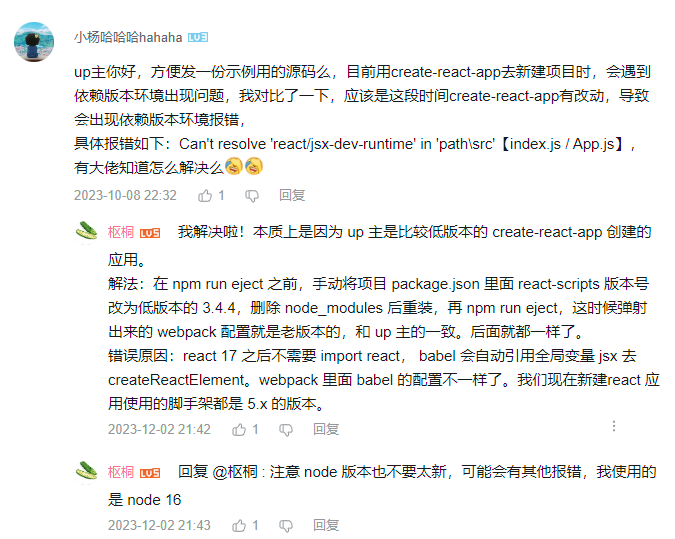 小杨哈哈哈hahaha LV3
up主你好，方便发一份示例用的源码么，目前用create-react-app去新建项目时，会遇到
依赖版本环境出现问题，我对比了一下，应该是这段时间create-react-app有改动，导致
会出现依赖版本环境报错，
具体报错如下：Can't resolve 'react/jsx-dev-runtime' in 'path\src'【index.js / App.js】，
有大佬知道怎么解决么
2023-10-08 22:32 1 回复
枢桐 LV5 我解决啦！本质上是因为 up 主是比较低版本的 create-react-app 创建的
应用。
解法：在 npm run eject 之前，手动将项目 package.json 里面 react-scripts 版本号
改为低版本的 3.4.4，删除 node_modules 后重装，再 npm run eject，这时候弹射
出来的 webpack 配置就是老版本的，和 up 主的一致。后面就都一样了。
错误原因：react 17 之后不需要 import react， babel 会自动引用全局变量 jsx 去
createReactElement。webpack 里面 babel 的配置不一样了。我们现在新建react 应
用使用的脚手架都是 5.x 的版本。
2023-12-02 21:42 1 回复
枢桐 LV5 回复 @枢桐 : 注意 node 版本也不要太新，可能会有其他报错，我使用的
是 node 16
2023-12-02 21:43 1 回复